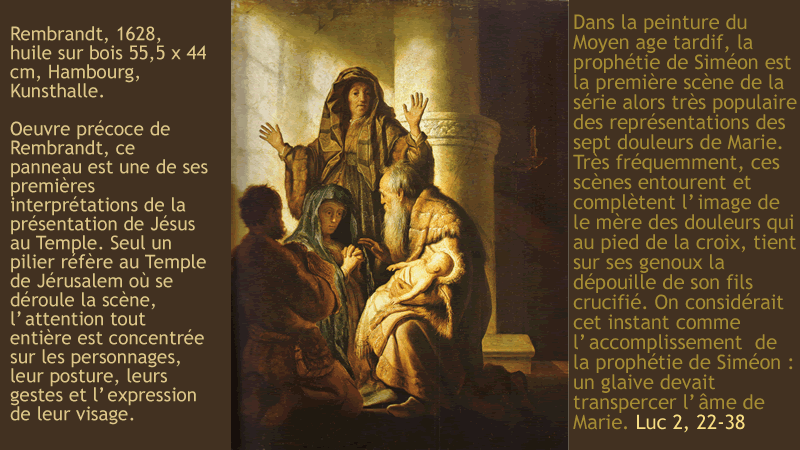 Rembrandt, 1628,
huile sur bois 55,5 x 44
cm, Hambourg,
Kunsthalle.
Oeuvre précoce de
Rembrandt, ce
panneau est une de ses
premières
interprétations de la
présentation de Jésus
au Temple. Seul un
pilier réfère au Temple
de Jérusalem où se
déroule la scène,
l'attention tout
entière est concentrée
sur les personnages,
leur posture, leurs
gestes et l'expression
de leur visage.
Dans la peinture du
Moyen age tardif, la
prophétie de Siméon est
la première scène de la
série alors très populaire
des représentations des
sept douleurs de Marie.
Très fréquemment, ces
scènes entourent et
complètent l'image de
le mère des douleurs qui
au pied de la croix, tient
sur ses genoux la
dépouille de son fils
crucifié. On considérait
cet instant comme
l'accomplissement de
la prophétie de Siméon :
un glaive devait
transpercer l'âme de
Marie. Luc 2, 22-38